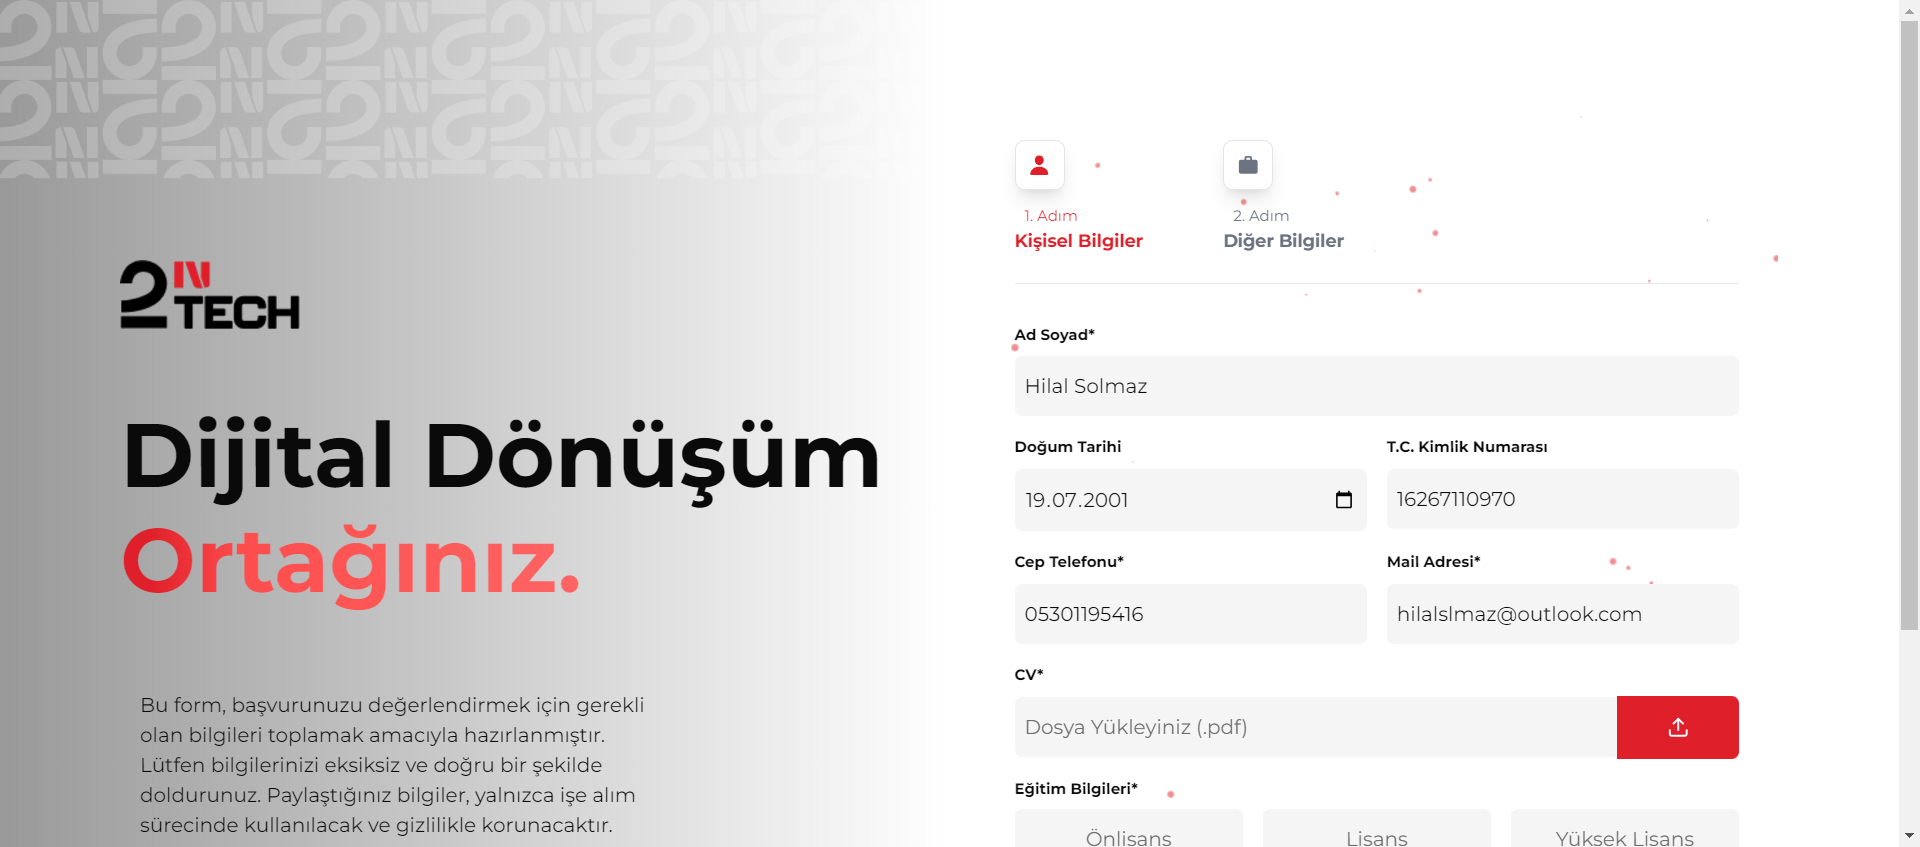 2N
TECH
Dijital Dönüşüm
Ortağınız.
Bu form, başvurunuzu değerlendirmek için gerekli
olan bilgileri toplamak amacıyla hazırlanmıştır.
Lütfen bilgilerinizi eksiksiz ve doğru bir şekilde
doldurunuz. Paylaştığınız bilgiler, yalnızca işe alım
sürecinde kullanılacak ve gizlilikle korunacaktır.
1. Adım
Kişisel Bilgiler
2. Adım
Diğer Bilgiler
Ad Soyad*
Hilal Solmaz
Doğum Tarihi
19.07.2001
T.C. Kimlik Numarası
16267110970
Cep Telefonu*
05301195416
Mail Adresi*
hilalslmaz@outlook.com
CV*
Dosya Yükleyiniz (.pdf)
Eğitim Bilgileri*
Önlisans
Lisans
Yüksek Lisans